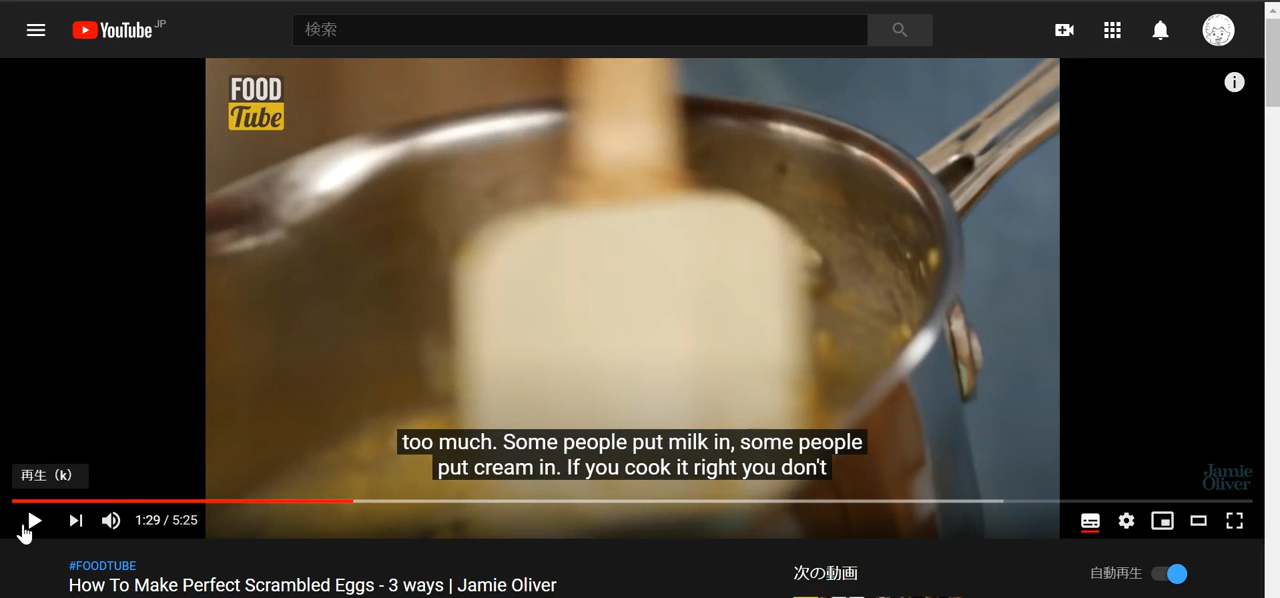 YouTube JP
検索
FOOD
Tube
too much. Some people put milk in, some people
put cream in. If you cook it right you don't
再生 (k)
Jamie
Oliver
1:29 / 5:25
#FOODTUBE
How To Make Perfect Scrambled Eggs - 3 ways | Jamie Oliver
次の動画
自動再生